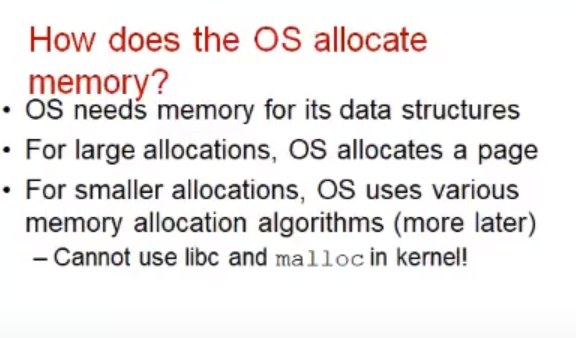 How does the OS allocate
memory?
• OS needs memory for its data structures
• For large allocations, OS allocates a page
• For smaller allocations, OS uses various
memory allocation algorithms (more later)
– Cannot use libc and malloc in kernel!